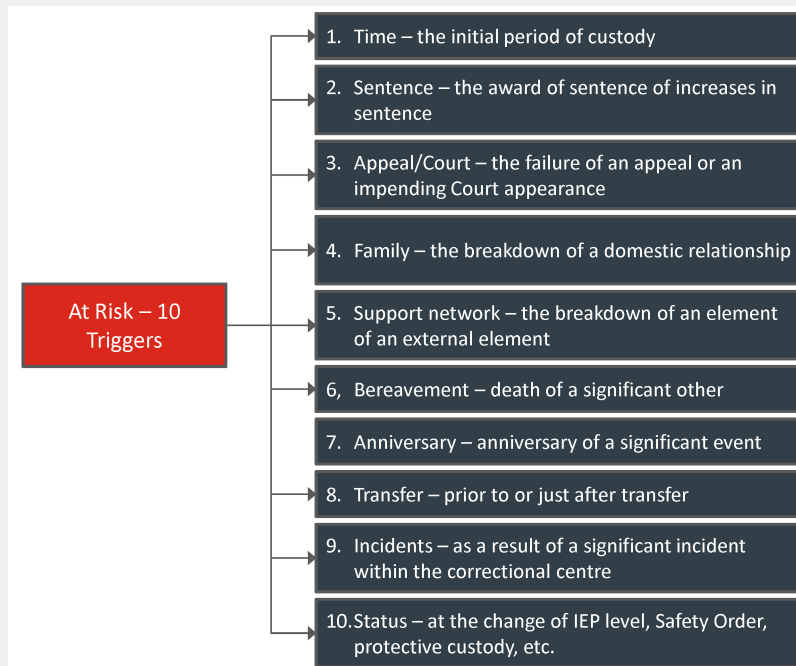 At Risk – 10
Triggers
1. Time – the initial period of custody
2. Sentence – the award of sentence of increases in
sentence
3. Appeal/Court – the failure of an appeal or an
impending Court appearance
4. Family – the breakdown of a domestic relationship
5. Support network – the breakdown of an element
of an external element
6, Bereavement – death of a significant other
7. Anniversary – anniversary of a significant event
8. Transfer – prior to or just after transfer
9. Incidents – as a result of a significant incident
within the correctional centre
10.Status – at the change of IEP level, Safety Order,
protective custody, etc.